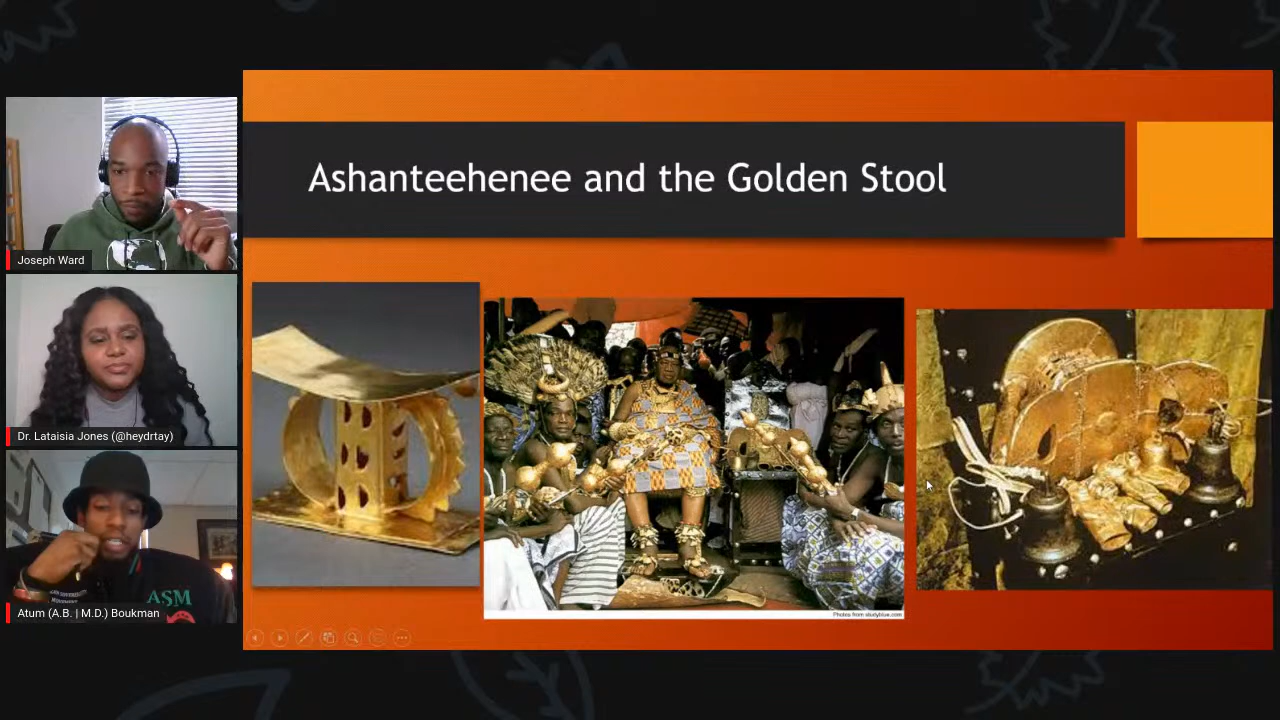 Ashanteehenee and the Golden Stool
Joseph Ward
Dr. Lataisia Jones (@heydrtay)
ASM
Atum (A.B. | M.D.) Boukman
Photos from studyblue.com